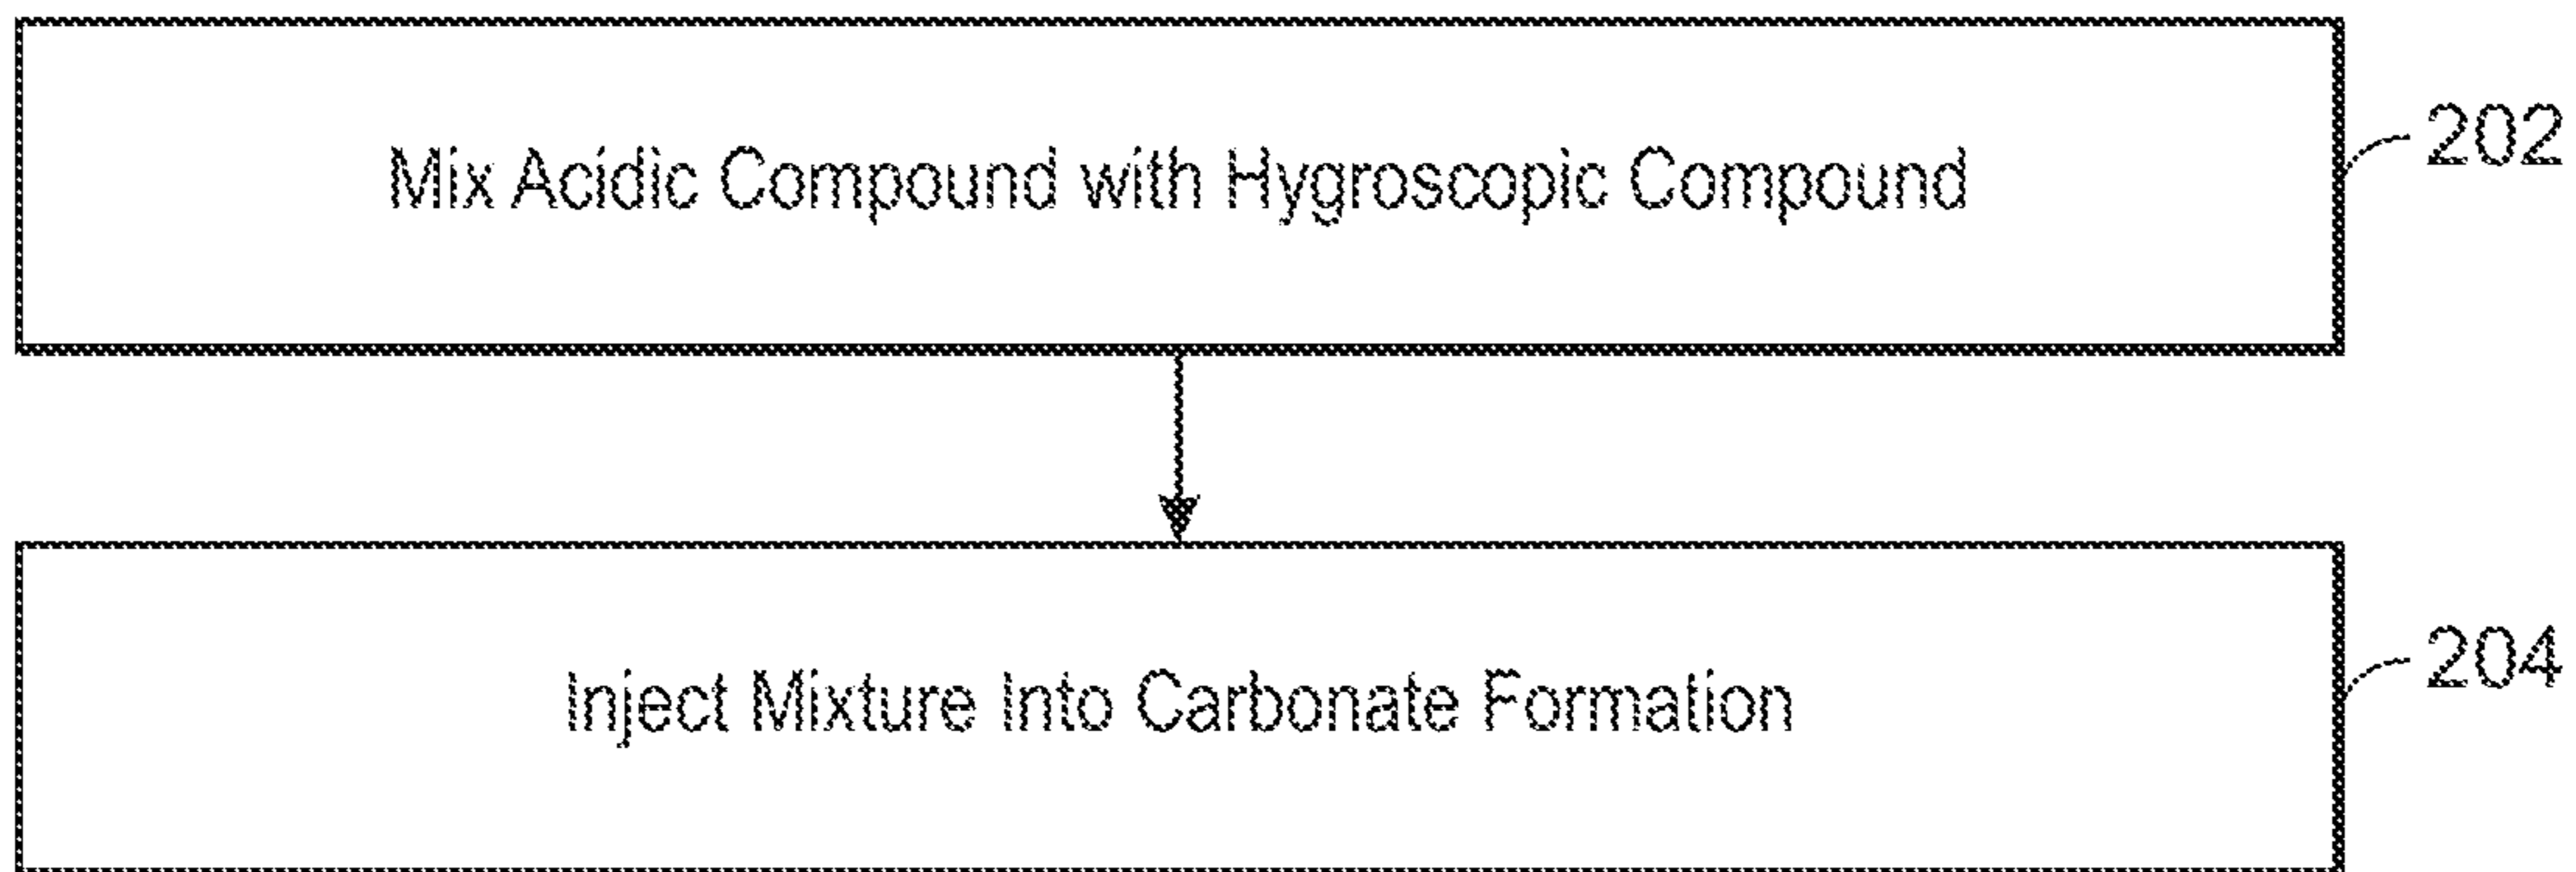 Mix Acidic Compound with Hygroscopic Compound
202
Inject Mixture Into Carbonate Formation
204